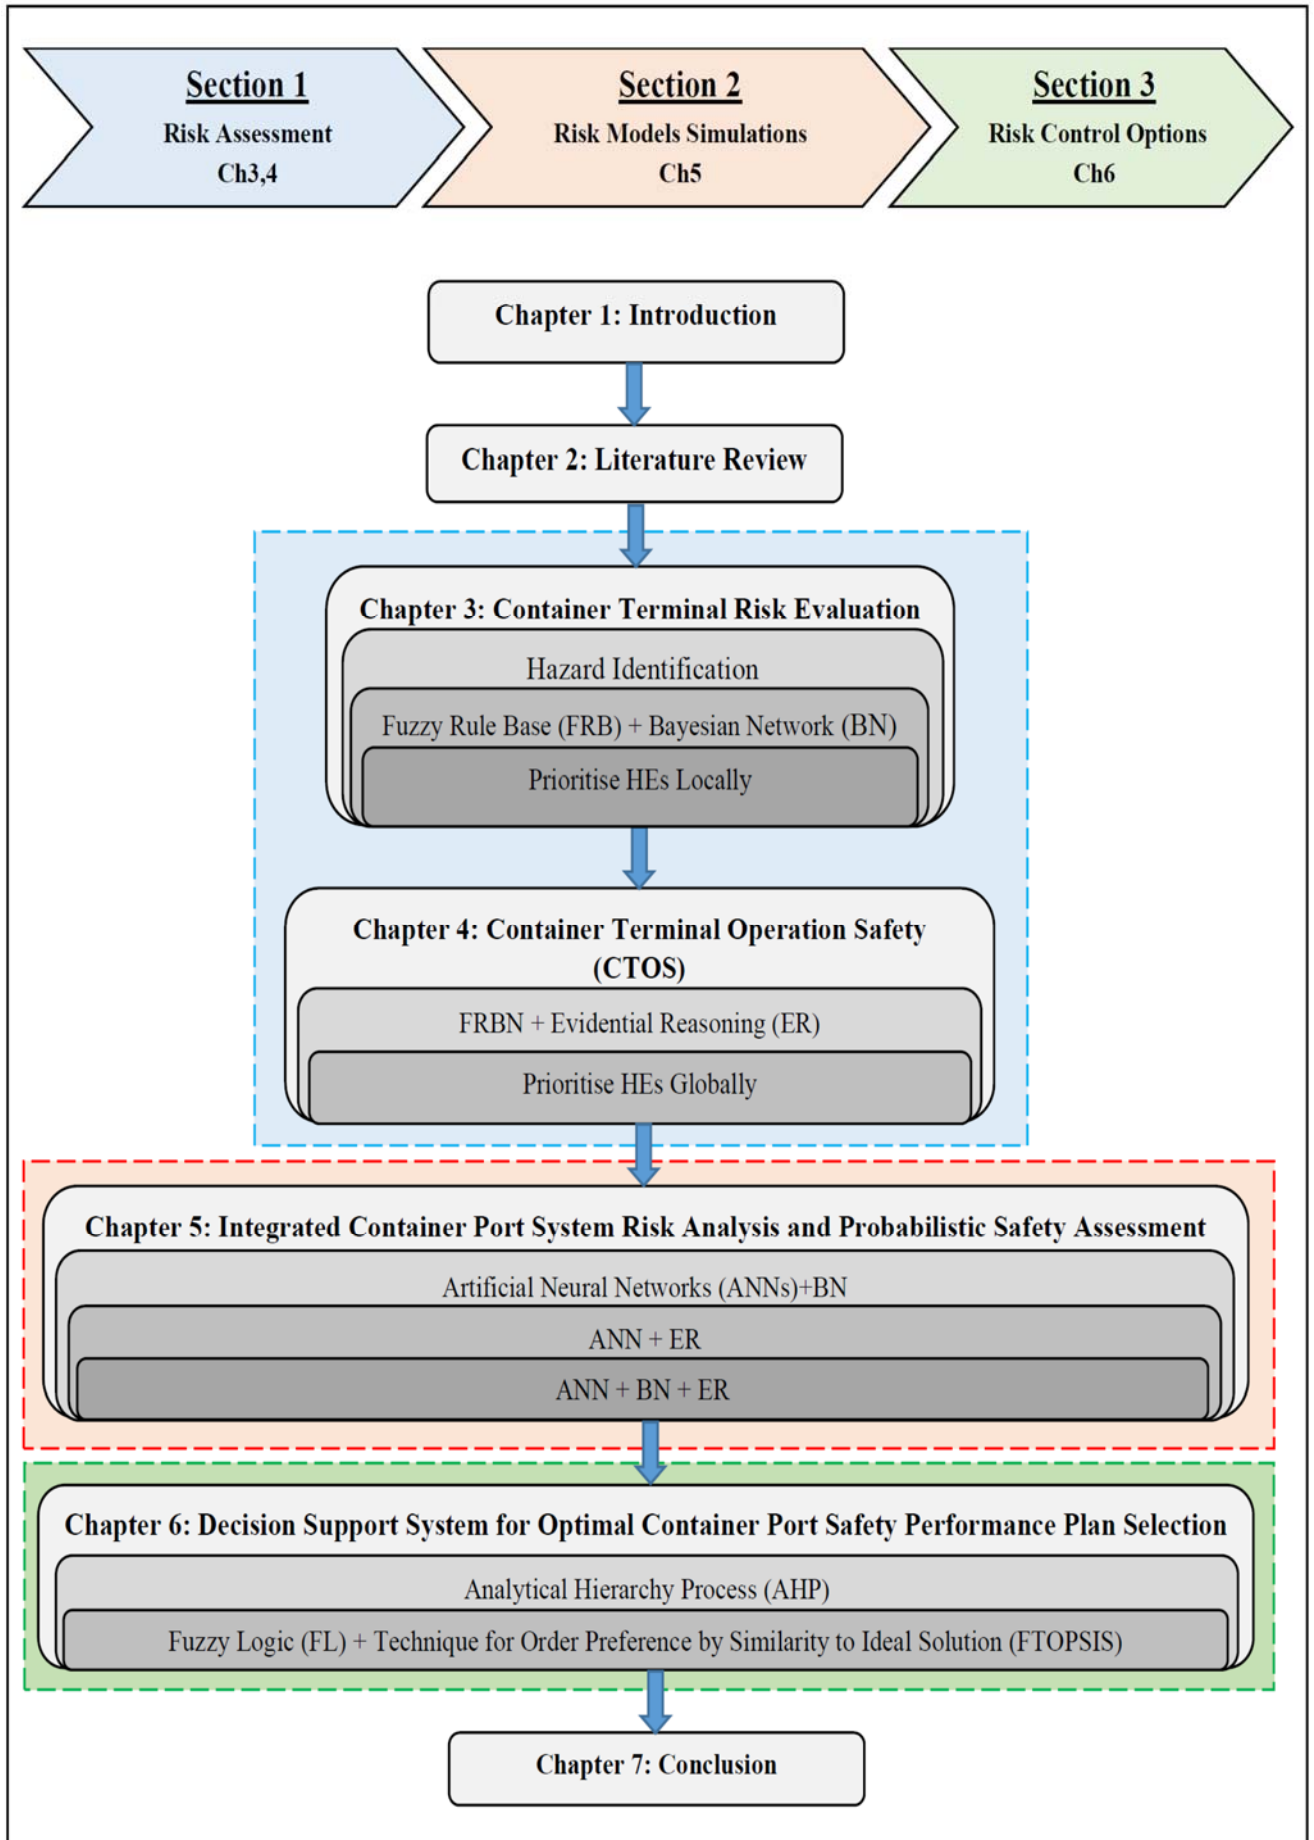 Section 1
Risk Assessment
Ch3,4
Section 2
Risk Models Simulations
Ch5
Section 3
Risk Control Options
Ch6
Chapter 1: Introduction
Chapter 2: Literature Review
Chapter 3: Container Terminal Risk Evaluation
Hazard Identification
Fuzzy Rule Base (FRB) + Bayesian Network (BN)
Prioritise HEs Locally
Chapter 4: Container Terminal Operation Safety
(CTOS)
FRBN + Evidential Reasoning (ER)
Prioritise HEs Globally
Chapter 5: Integrated Container Port System Risk Analysis and Probabilistic Safety Assessment
Artificial Neural Networks (ANNs)+BN
ANN + ER
ANN + BN + ER
Chapter 6: Decision Support System for Optimal Container Port Safety Performance Plan Selection
Analytical Hierarchy Process (AHP)
Fuzzy Logic (FL) + Technique for Order Preference by Similarity to Ideal Solution (FTOPSIS)
Chapter 7: Conclusion